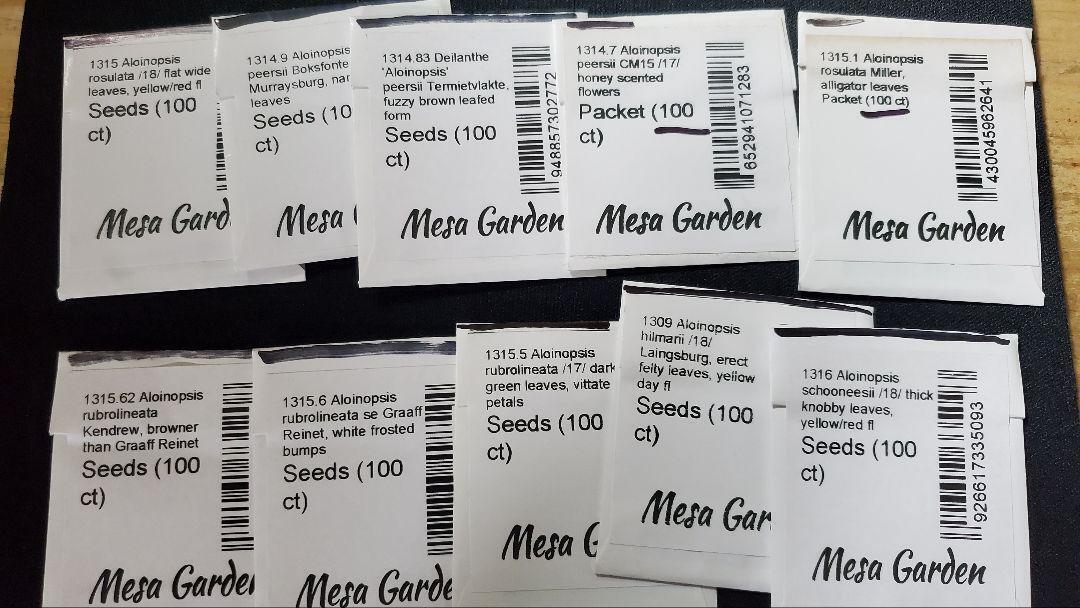 1315 Aloinopsis
rosulata /18/ flat wide
leaves, yellow/red fl
Seeds (100
ct)
Mesa Gard
1314.9 Aloinopsis
peersii Boksfonte
Murraysburg, nar
leaves
Seeds (10
ct)
Mesa
1314.83 Deilanthe
'Aloinopsis'
peersii Termietvlakte,
fuzzy brown leafed
form
Seeds (100
ct)
948857302772
Mesa Garden
1314.7 Aloinopsis
peersii CM15 /17/
honey scented
flowers
Packet (100
ct)
652941071283
Mesa Garden
1315.1 Aloinopsis
rosulata Miller,
alligator leaves
Packet (100 ct)
430045962641
Mesa Garden
1315.62 Aloinopsis
rubrolineata
Kendrew, browner
than Graaff Reinet
Seeds (100
ct)
Mesa Garden
1315.6 Aloinopsis
rubrolineata se Graaff
Reinet, white frosted
bumps
Seeds (100
ct)
Mesa Garde
1315.5 Aloinopsis
rubrolineata /17/ dark
green leaves, vittate
petals
Seeds (100
ct)
Mesa G
1309 Aloinopsis
hilmarii /18/
Laingsburg, erect
felty leaves, yellow
day fl
Seeds (100
ct)
Mesa Gar
1316 Aloinopsis
schooneesii /18/ thick
knobby leaves,
yellow/red fl
Seeds (100
ct)
926617335093
Mesa Garden